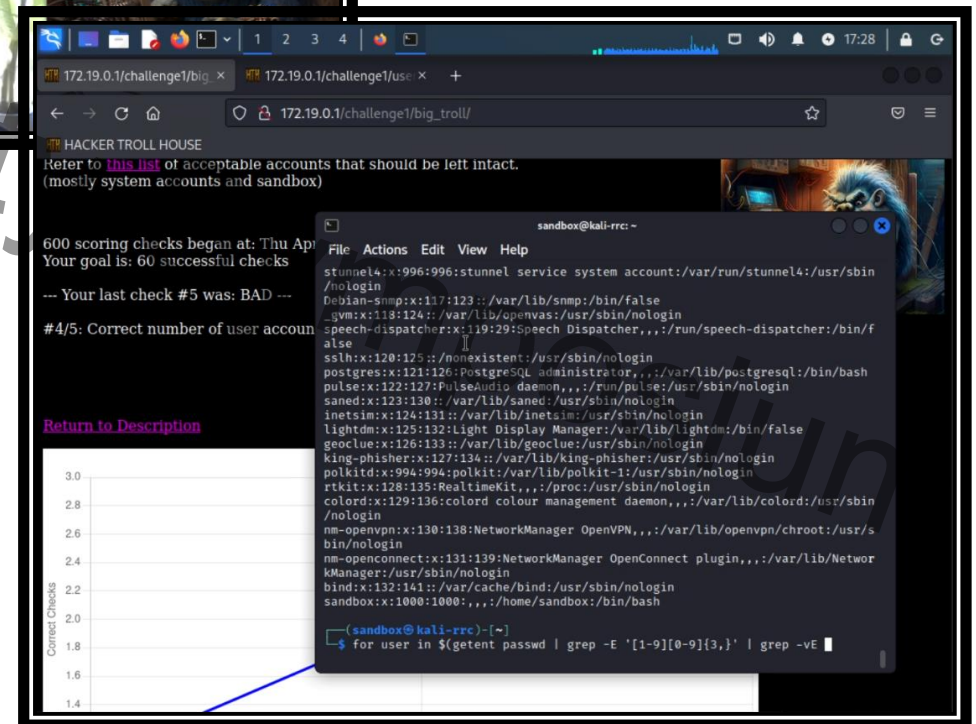 1 2 3 4
17:28
172.19.0.1/challenge1/big_ × 172.19.0.1/challenge1/use × +
172.19.0.1/challenge1/big_troll/
HACKER TROLL HOUSE
Refer to this list of acceptable accounts that should be left intact.
(mostly system accounts and sandbox)
600 scoring checks began at: Thu Ap
Your goal is: 60 successful checks
--- Your last check #5 was: BAD ---
#4/5: Correct number of user accoun
Return to Description
3.0
2.8
2.6
2.4
2.2
2.0
1.8
1.6
1.4
Correct Checks
sandbox@kali-rrc: ~
File Actions Edit View Help
stunnel4:x:996:996:stunnel service system account:/var/run/stunnel4:/usr/sbin
/nologin
Debian-snmp:x:117:123::/var/lib/snmp:/bin/false
_gvm:x:118:124::/var/lib/openvas:/usr/sbin/nologin
speech-dispatcher:x:119:29:Speech Dispatcher,,,:/run/speech-dispatcher:/bin/f
alse
sslh:x:120:125::/nonexistent:/usr/sbin/nologin
postgres:x:121:126:PostgreSQL administrator,,,:/var/lib/postgresql:/bin/bash
pulse:x:122:127:PulseAudio daemon,,,:/run/pulse:/usr/sbin/nologin
saned:x:123:130::/var/lib/saned:/usr/sbin/nologin
inetsim:x:124:131::/var/lib/inetsim:/usr/sbin/nologin
lightdm:x:125:132:Light Display Manager:/var/lib/lightdm:/bin/false
geoclue:x:126:133::/var/lib/geoclue:/usr/sbin/nologin
king-phisher:x:127:134::/var/lib/king-phisher:/usr/sbin/nologin
polkitd:x:994:994:polkit:/var/lib/polkit-1:/usr/sbin/nologin
rtkit:x:128:135:RealtimeKit,,,:/proc:/usr/sbin/nologin
colord:x:129:136:colord colour management daemon,,,:/var/lib/colord:/usr/sbin
/nologin
nm-openvpn:x:130:138:NetworkManager OpenVPN,,,:/var/lib/openvpn/chroot:/usr/s
bin/nologin
nm-openconnect:x:131:139:NetworkManager OpenConnect plugin,,,:/var/lib/Networ
kManager:/usr/sbin/nologin
bind:x:132:141::/var/cache/bind:/usr/sbin/nologin
sandbox:x:1000:1000:,,,:/home/sandbox:/bin/bash
(sandbox㉿kali-rrc)-[~]
$ for user in $(getent passwd | grep -E '[1-9][0-9]{3,}' | grep -vE